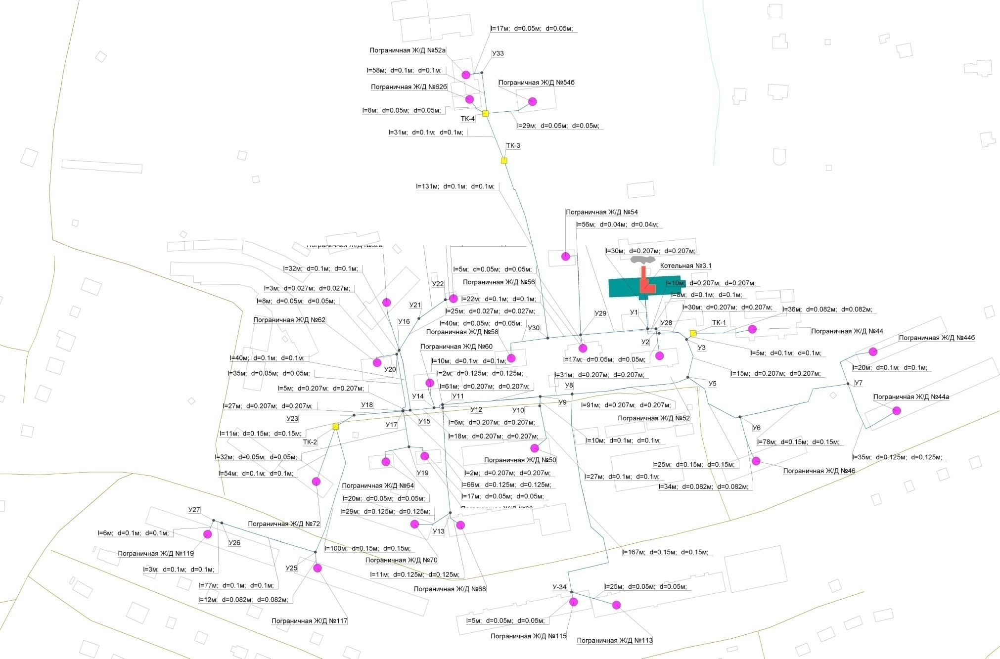 l=17м; d=0.05м; d=0.05м;
Пограничная Ж/Д №52а
У33
l=58м; d=0.1м; d=0.1м;
Пограничная Ж/Д №54б
Пограничная Ж/Д №62б
l=8м; d=0.05м; d=0.05м;
ТК-4
l=29м; d=0.05м; d=0.05м;
l=31м; d=0.1м; d=0.1м;
ТК-3
l=131м; d=0.1м; d=0.1м;
Пограничная Ж/Д №54
l=56м; d=0.04м; d=0.04м;
l=30м; d=0.207м; d=0.207м;
Котельная №3.1
l=32м; d=0.1м; d=0.1м;
l=5м; d=0.05м; d=0.05м;
Пограничная Ж/Д №56
У22
l=10м; d=0.207м; d=0.207м;
l=3м; d=0.027м; d=0.027м;
l=8м; d=0.1м; d=0.1м;
l=8м; d=0.05м; d=0.05м;
l=22м; d=0.1м; d=0.1м;
У21
l=25м; d=0.027м; d=0.027м;
У29
У1
l=30м; d=0.207м; d=0.207м;
l=36м; d=0.082м; d=0.082м;
Пограничная Ж/Д №62
У16
l=40м; d=0.05м; d=0.05м;
У30
У28
ТК-1
Пограничная Ж/Д №58
Пограничная Ж/Д №44
У2
Пограничная Ж/Д №44б
Пограничная Ж/Д №60
У3
l=5м; d=0.1м; d=0.1м;
l=40м; d=0.1м; d=0.1м;
l=10м; d=0.1м; d=0.1м;
l=17м; d=0.05м; d=0.05м;
У20
l=20м; d=0.1м; d=0.1м;
l=35м; d=0.05м; d=0.05м;
l=2м; d=0.125м; d=0.125м;
l=31м; d=0.207м; d=0.207м;
l=15м; d=0.207м; d=0.207м;
l=5м; d=0.207м; d=0.207м;
l=61м; d=0.207м; d=0.207м;
У8
У5
У7
У14
У11
Пограничная Ж/Д №44а
l=27м; d=0.207м; d=0.207м;
У18
У12
У10
У9
l=91м; d=0.207м; d=0.207м;
У23
У17
У15
l=6м; d=0.207м; d=0.207м;
Пограничная Ж/Д №52
У6
l=11м; d=0.15м; d=0.15м;
ТК-2
l=18м; d=0.207м; d=0.207м;
l=10м; d=0.1м; d=0.1м;
l=78м; d=0.15м; d=0.15м;
l=32м; d=0.05м; d=0.05м;
Пограничная Ж/Д №50
l=25м; d=0.15м; d=0.15м;
l=35м; d=0.125м; d=0.125м;
l=54м; d=0.1м; d=0.1м;
У19
l=2м; d=0.207м; d=0.207м;
l=27м; d=0.1м; d=0.1м;
Пограничная Ж/Д №46
Пограничная Ж/Д №64
l=66м; d=0.125м; d=0.125м;
l=34м; d=0.082м; d=0.082м;
l=20м; d=0.05м; d=0.05м;
l=17м; d=0.05м; d=0.05м;
У27
l=29м; d=0.125м; d=0.125м;
Пограничная Ж/Д №72
l=6м; d=0.1м; d=0.1м;
У13
У26
Пограничная Ж/Д №119
l=100м; d=0.15м; d=0.15м;
l=167м; d=0.15м; d=0.15м;
Пограничная Ж/Д №70
l=3м; d=0.1м; d=0.1м;
У25
l=11м; d=0.125м; d=0.125м;
l=77м; d=0.1м; d=0.1м;
Пограничная Ж/Д №68
У-34
l=25м; d=0.05м; d=0.05м;
l=12м; d=0.082м; d=0.082м;
Пограничная Ж/Д №117
l=5м; d=0.05м; d=0.05м;
Пограничная Ж/Д №115
Пограничная Ж/Д №113